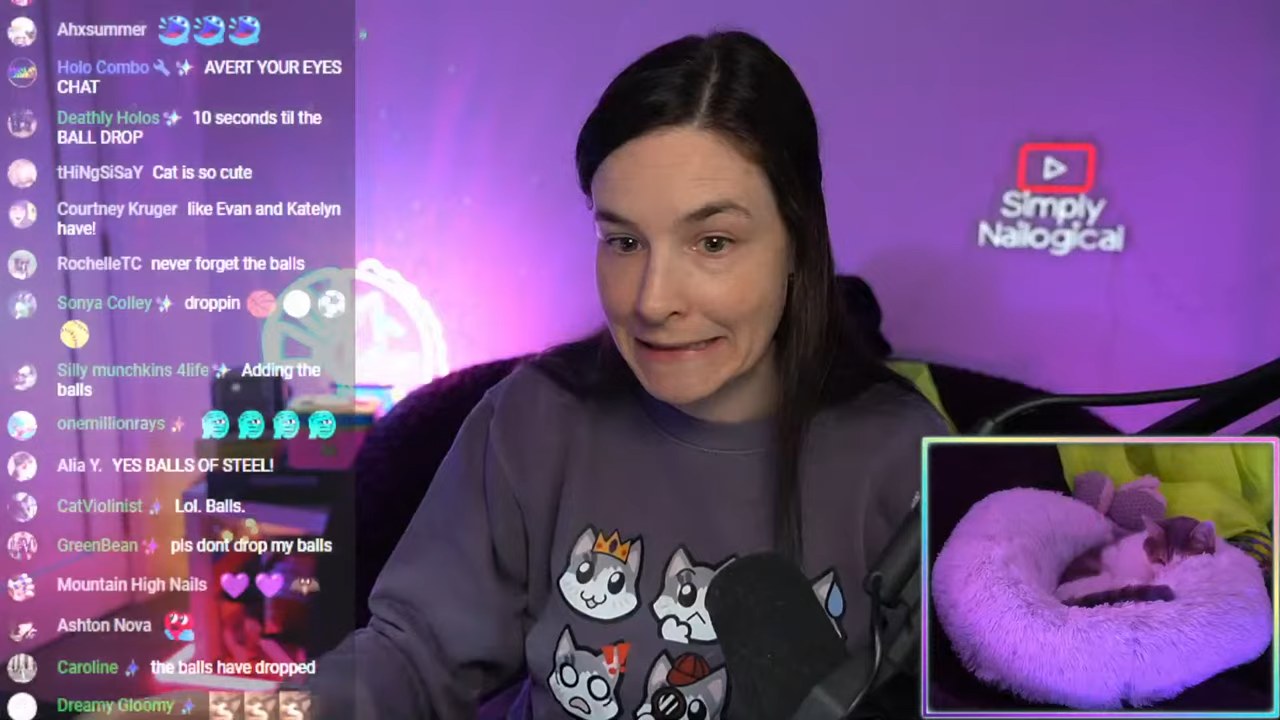 Ahxsummer
Holo Combo AVERT YOUR EYES
CHAT
Deathly Holos 10 seconds til the
BALL DROP
tHiNgSiSaY Cat is so cute
Courtney Kruger like Evan and Katelyn
have!
RochelleTC never forget the balls
Sonya Colley droppin
Silly munchkins 4life Adding the
balls
onemillionrays
Alia Y. YES BALLS OF STEEL!
CatViolinist Lol. Balls.
GreenBean pls dont drop my balls
Mountain High Nails
Ashton Nova
Caroline the balls have dropped
Dreamy Gloomy
Simply
Nailogical